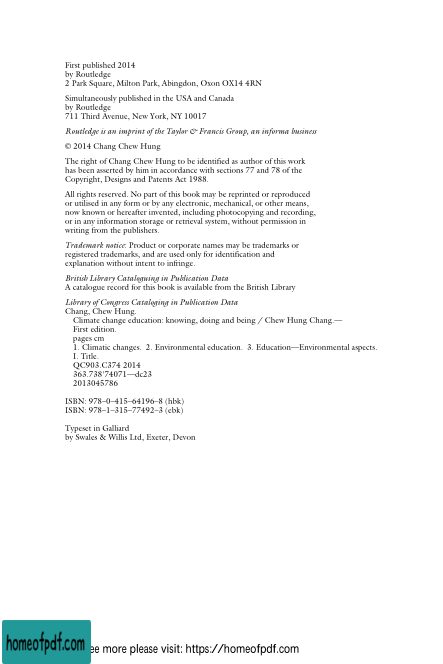 First published 2014
by Routledge
2 Park Square, Milton Park, Abingdon, Oxon OX14 4RN
Simultaneously published in the USA and Canada
by Routledge
711 Third Avenue, New York, NY 10017
Routledge is an imprint of the Taylor & Francis Group, an informa business
© 2014 Chang Chew Hung
The right of Chang Chew Hung to be identified as author of this work
has been asserted by him in accordance with sections 77 and 78 of the
Copyright, Designs and Patents Act 1988.
All rights reserved. No part of this book may be reprinted or reproduced
or utilised in any form or by any electronic, mechanical, or other means,
now known or hereafter invented, including photocopying and recording,
or in any information storage or retrieval system, without permission in
writing from the publishers.
Trademark notice: Product or corporate names may be trademarks or
registered trademarks, and are used only for identification and
explanation without intent to infringe.
British Library Cataloguing in Publication Data
A catalogue record for this book is available from the British Library
Library of Congress Cataloging in Publication Data
Chang, Chew Hung.
Climate change education: knowing, doing and being / Chew Hung Chang.—
First edition.
pages cm
1. Climatic changes. 2. Environmental education. 3. Education—Environmental aspects.
I. Title.
QC903.C374 2014
363.738'74071—dc23
2013045786
ISBN: 978–0–415–64196–8 (hbk)
ISBN: 978–1–315–77492–3 (ebk)
Typeset in Galliard
by Swales & Willis Ltd, Exeter, Devon
homeofpdf.com
ee more please visit: https://homeofpdf.com